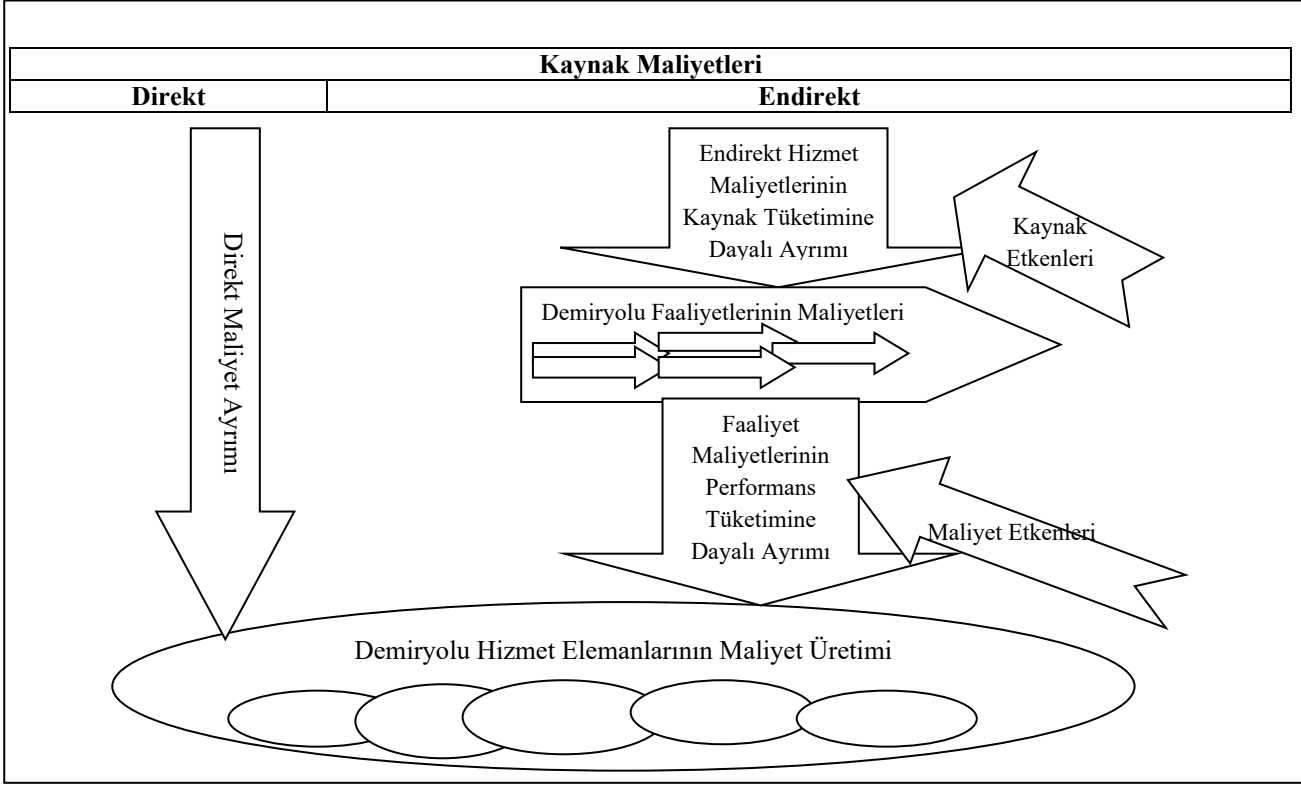 Kaynak Maliyetleri
Direkt
Endirekt
Direkt Maliyet Ayrımı
Endirekt Hizmet
Maliyetlerinin
Kaynak Tüketimine
Dayalı Ayrımı
Kaynak
Etkenleri
Demiryolu Faaliyetlerinin Maliyetleri
Faaliyet
Maliyetlerinin
Performans
Tüketimine
Dayalı Ayrımı
Maliyet Etkenleri
Demiryolu Hizmet Elemanlarının Maliyet Üretimi